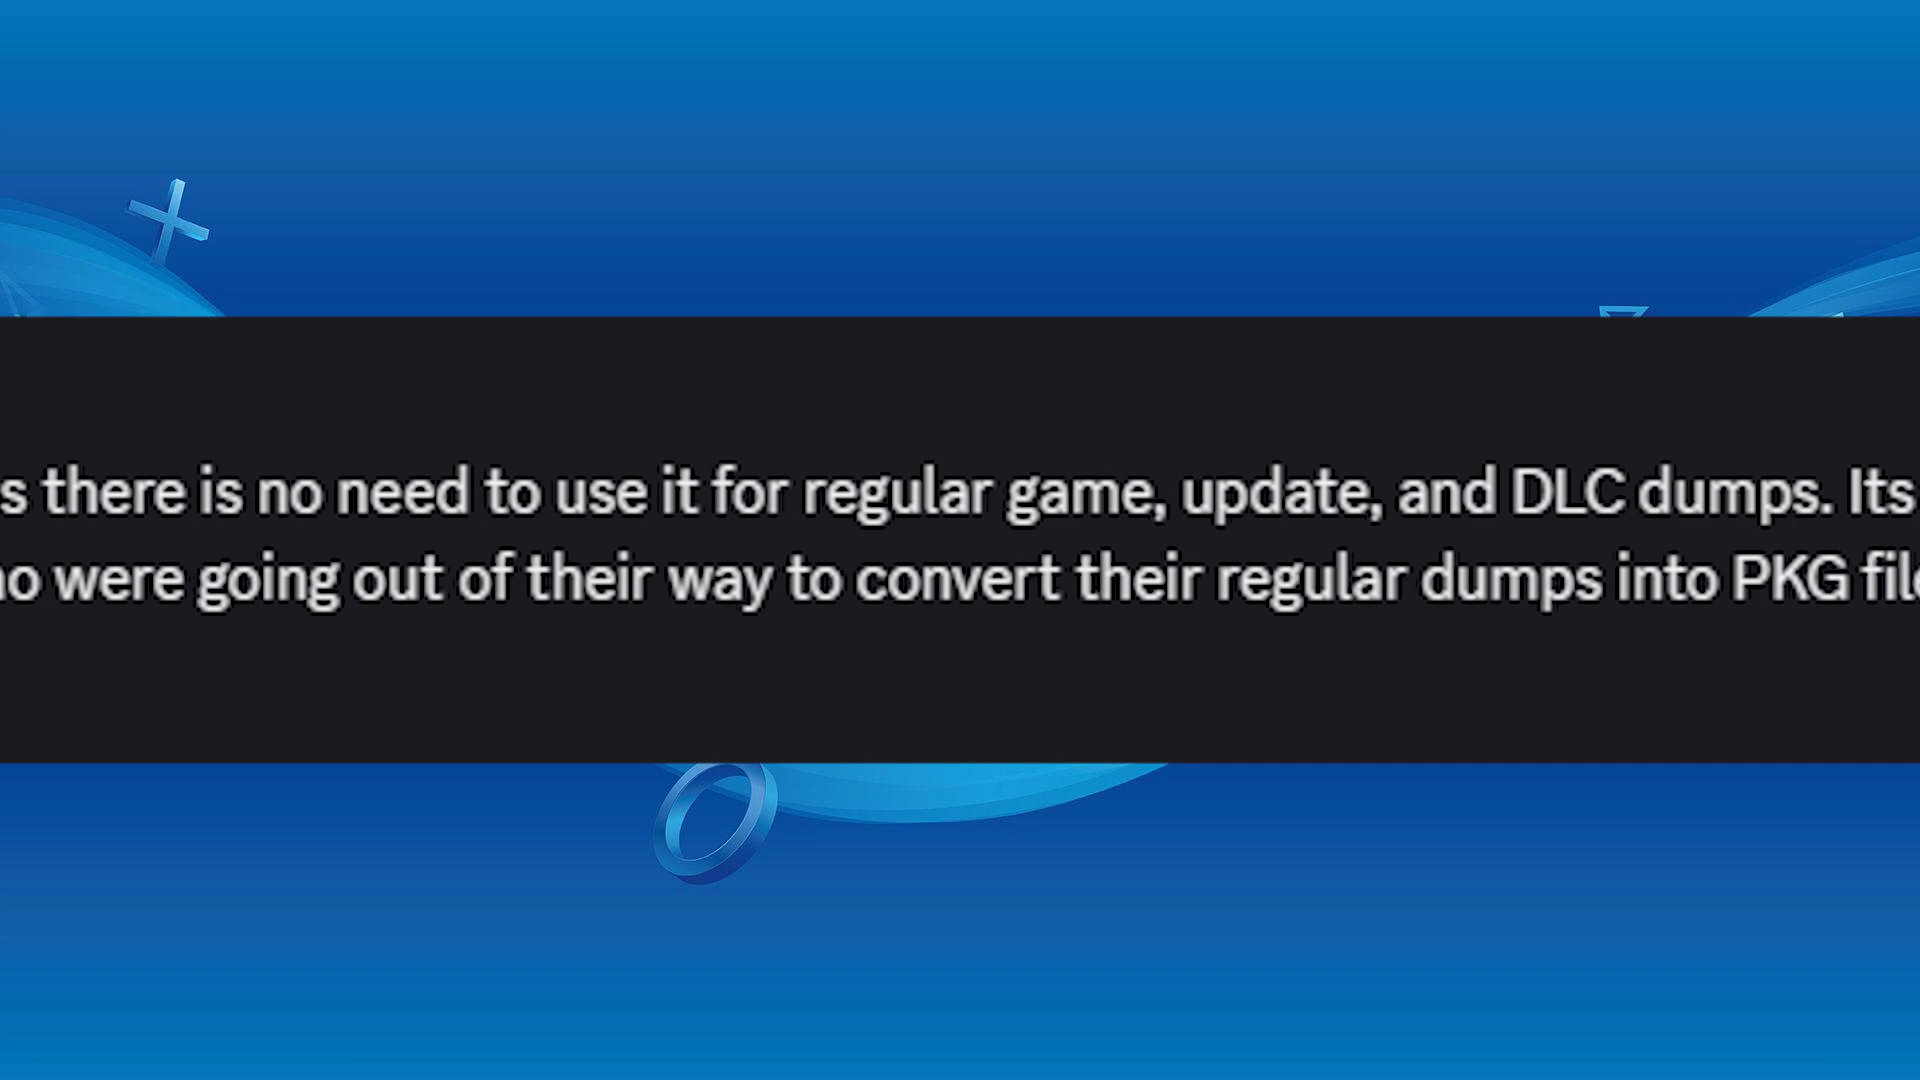 s there is no need to use it for regular game, update, and DLC dumps. Its
were going out of their way to convert their regular dumps into PKG